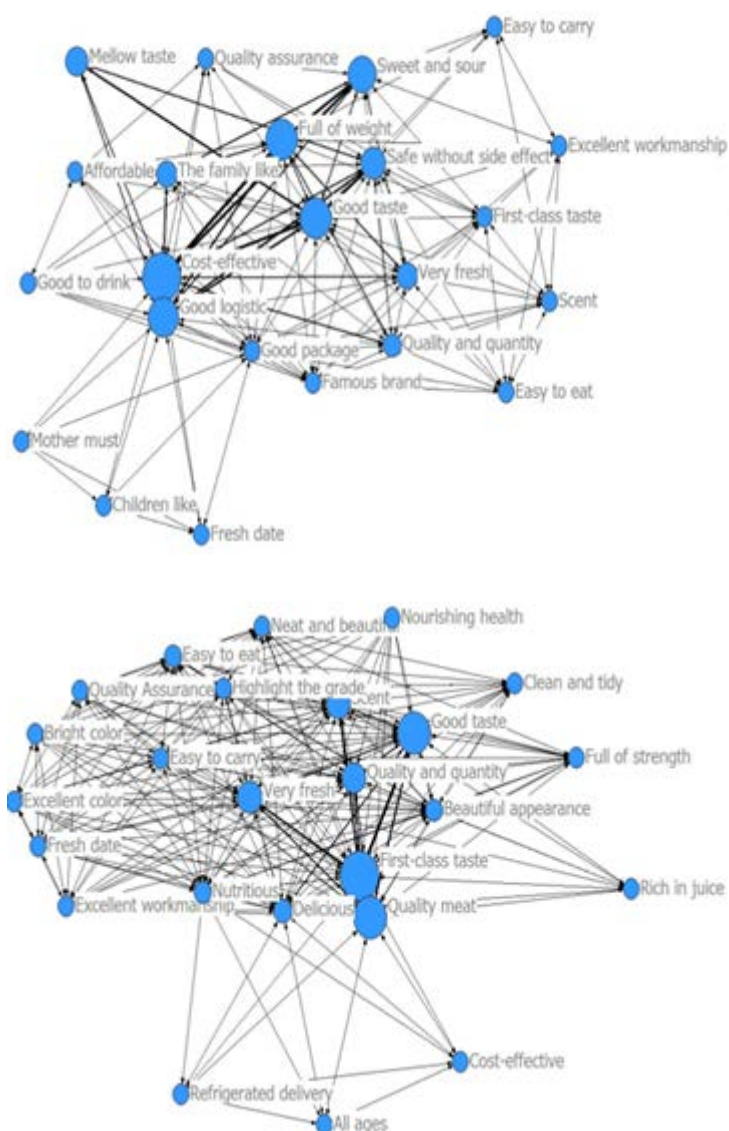 Easy to carry
Mellow taste
Quality assurance
Sweet and sour
Full of weight
Excellent workmanship
Safe without side effect
Affordable
The family like
Good taste
First-class taste
Cost-effective
Very fresh
Good to drink
Scent
Good logistic
Quality and quantity
Good package
Famous brand
Easy to eat
Mother must
Children like
Fresh date
Nourishing health
Neat and beautiful
Easy to eat
Clean and tidy
Quality Assurance
Highlight the grade
Good taste
Bright color
Easy to carry
Full of strength
Quality and quantity
Very fresh
Excellent color
Beautiful appearance
Fresh date
First-class taste
Nutritious
Rich in juice
Excellent workmanship
Delicious
Quality meat
Cost-effective
Refrigerated delivery
All ages